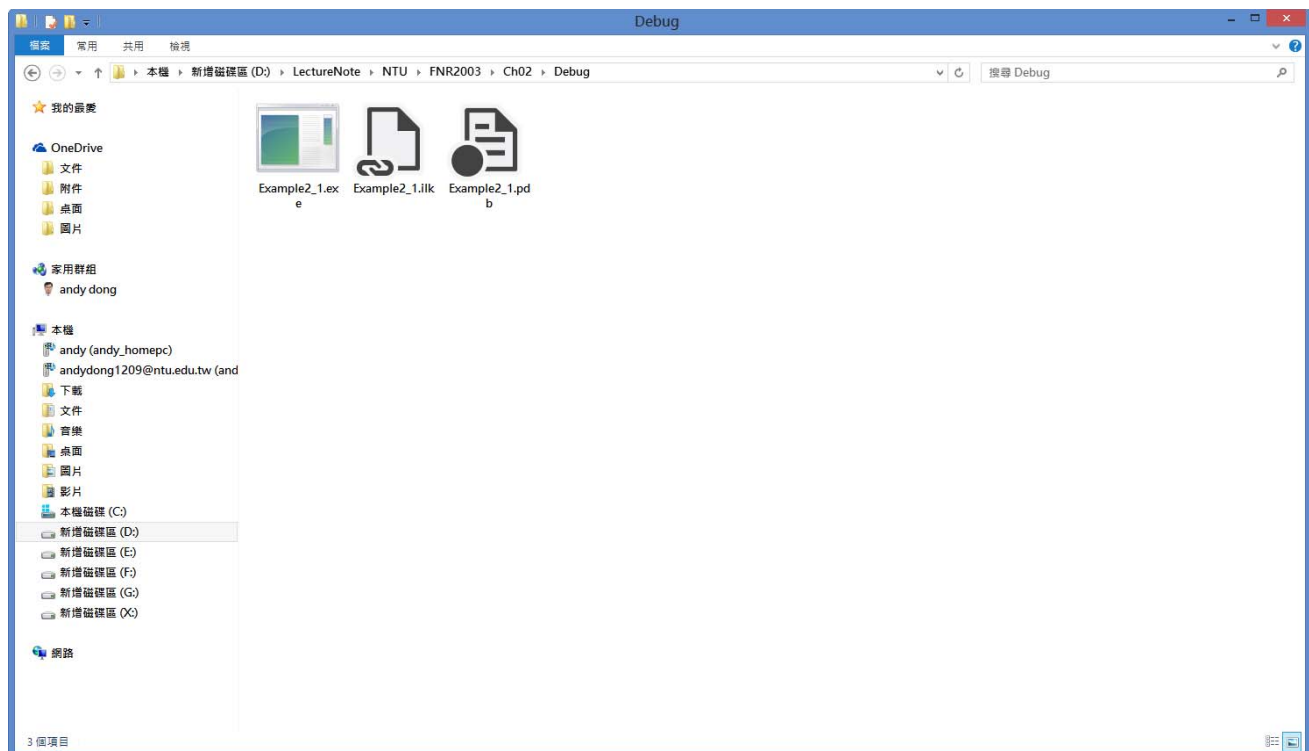 Debug
檔案 常用 共用 檢視
本機 新增磁碟區 (D:) LectureNote NTU FNR2003 Ch02 Debug
搜尋 Debug
我的最愛
OneDrive
文件
附件
桌面
圖片
家用群組
andy dong
本機
andy (andy_homepc)
andydong1209@ntu.edu.tw (and
下載
文件
音樂
桌面
圖片
影片
本機磁碟 (C:)
新增磁碟區 (D:)
新增磁碟區 (E:)
新增磁碟區 (F:)
新增磁碟區 (G:)
新增磁碟區 (X:)
網路
Example2_1.ex
e
Example2_1.ilk
Example2_1.pd
b
3 個項目